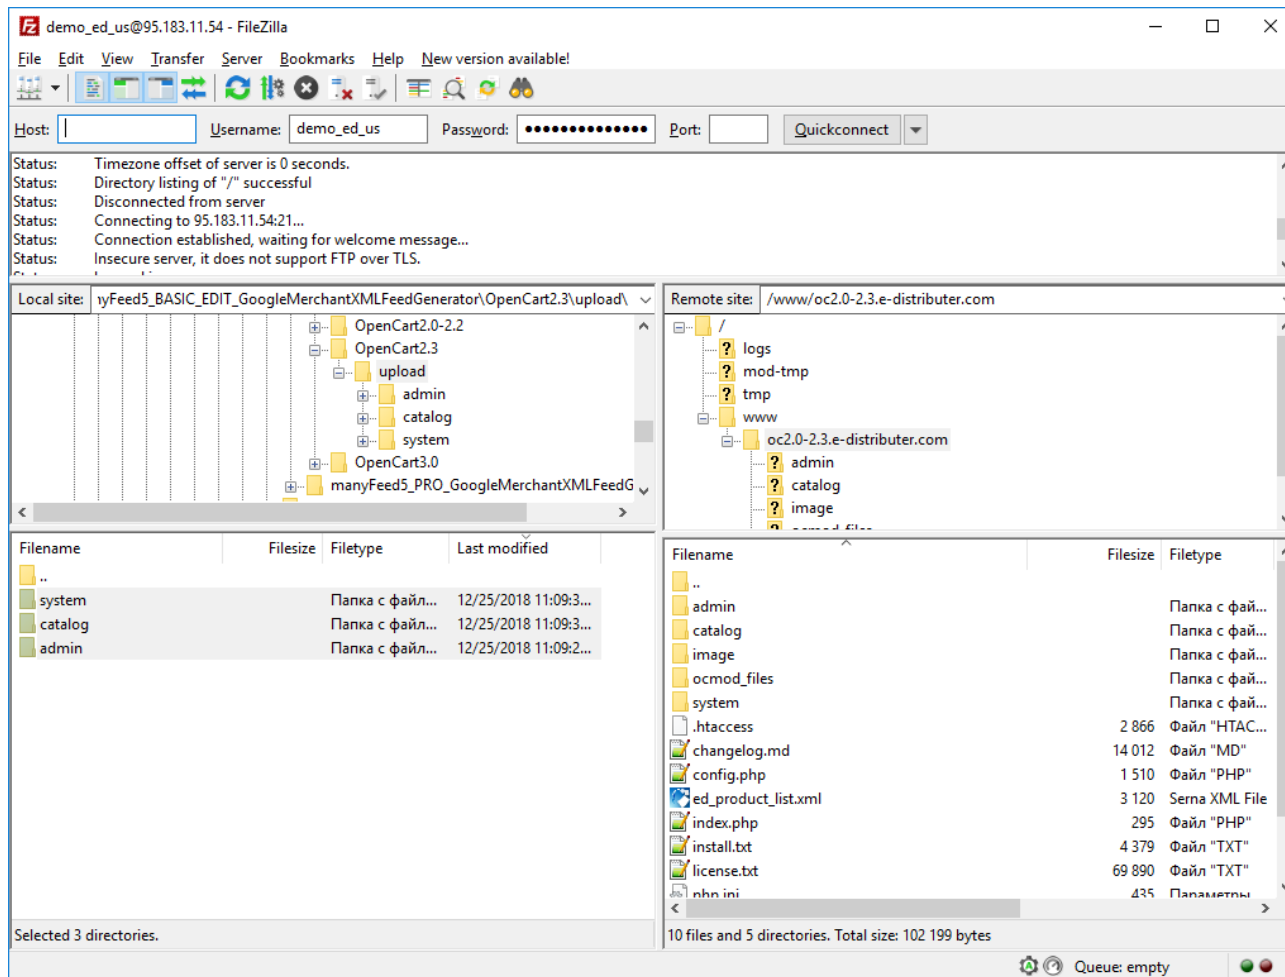 demo_ed_us@95.183.11.54 - FileZilla
File Edit View Transfer Server Bookmarks Help New version available!
Host: Username: demo_ed_us Password: ●●●●●●●●●●●●●● Port: Quickconnect
Status: Timezone offset of server is 0 seconds.
Status: Directory listing of "/" successful
Status: Disconnected from server
Status: Connecting to 95.183.11.54:21...
Status: Connection established, waiting for welcome message...
Status: Insecure server, it does not support FTP over TLS.
Local site: nyFeed5_BASIC_EDIT_GoogleMerchantXMLFeedGenerator\OpenCart2.3\upload\
OpenCart2.0-2.2
OpenCart2.3
upload
admin
catalog
system
OpenCart3.0
manyFeed5_PRO_GoogleMerchantXMLFeedG
Filename Filesize Filetype Last modified
..
system Папка с файл... 12/25/2018 11:09:3...
catalog Папка с файл... 12/25/2018 11:09:3...
admin Папка с файл... 12/25/2018 11:09:2...
Selected 3 directories.
Remote site: /www/oc2.0-2.3.e-distributer.com
/
? logs
? mod-tmp
? tmp
www
oc2.0-2.3.e-distributer.com
? admin
? catalog
? image
? ocmod_files
Filename Filesize Filetype
..
admin Папка с фай...
catalog Папка с фай...
image Папка с фай...
ocmod_files Папка с фай...
system Папка с фай...
.htaccess 2 866 Файл "HTAC...
changelog.md 14 012 Файл "MD"
config.php 1 510 Файл "PHP"
ed_product_list.xml 3 120 Serna XML File
index.php 295 Файл "PHP"
install.txt 4 379 Файл "TXT"
license.txt 69 890 Файл "TXT"
php.ini 435 Параметры
10 files and 5 directories. Total size: 102 199 bytes
Queue: empty